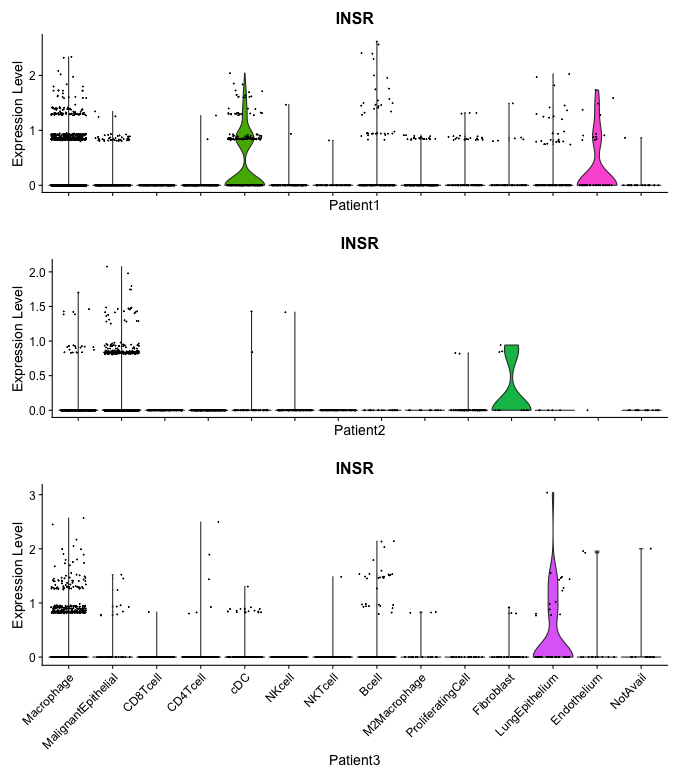 INSR
Expression Level
2
1
0
Patient1
INSR
Expression Level
2.0
1.5
1.0
0.5
0.0
Patient2
INSR
Expression Level
3
2
1
0
Macrophage
MalignantEpithelial
CD8Tcell
CD4Tcell
cDC
NKcell
NKTcell
Bcell
M2Macrophage
ProliferatingCell
Fibroblast
LungEpithelium
Endothelium
NotAvail
Patient3